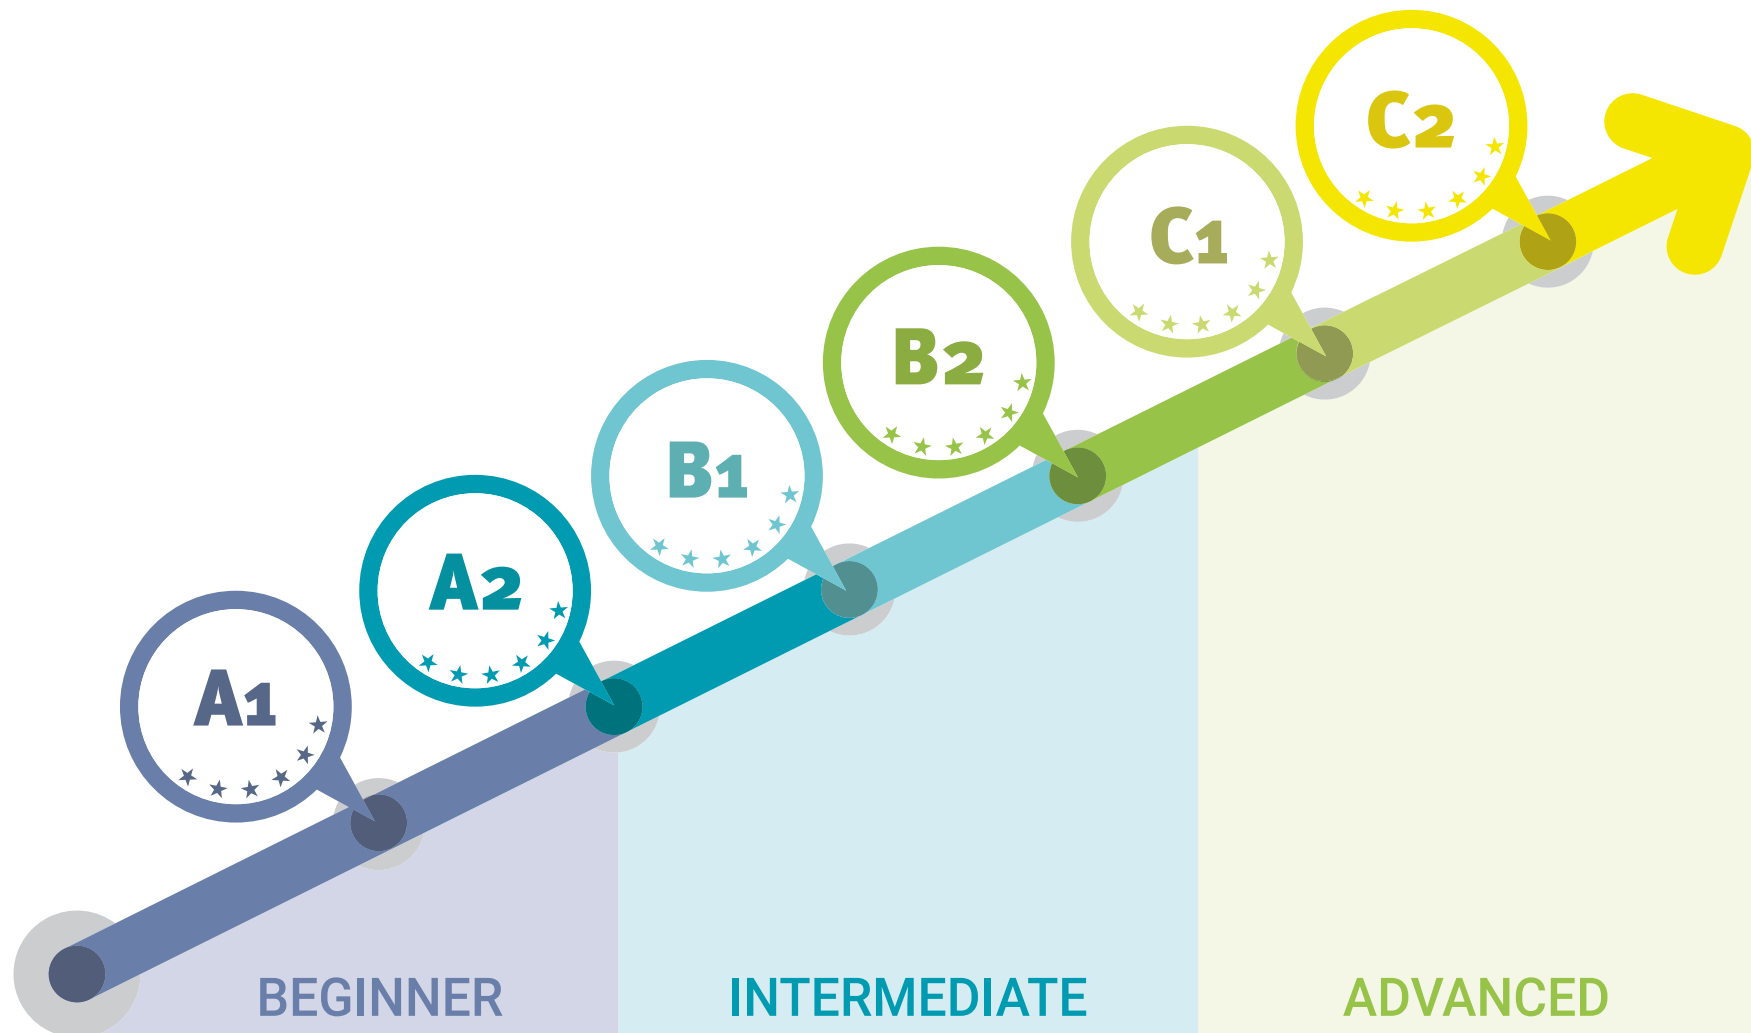 C2
C1
B2
B1
A2
A1
BEGINNER
INTERMEDIATE
ADVANCED